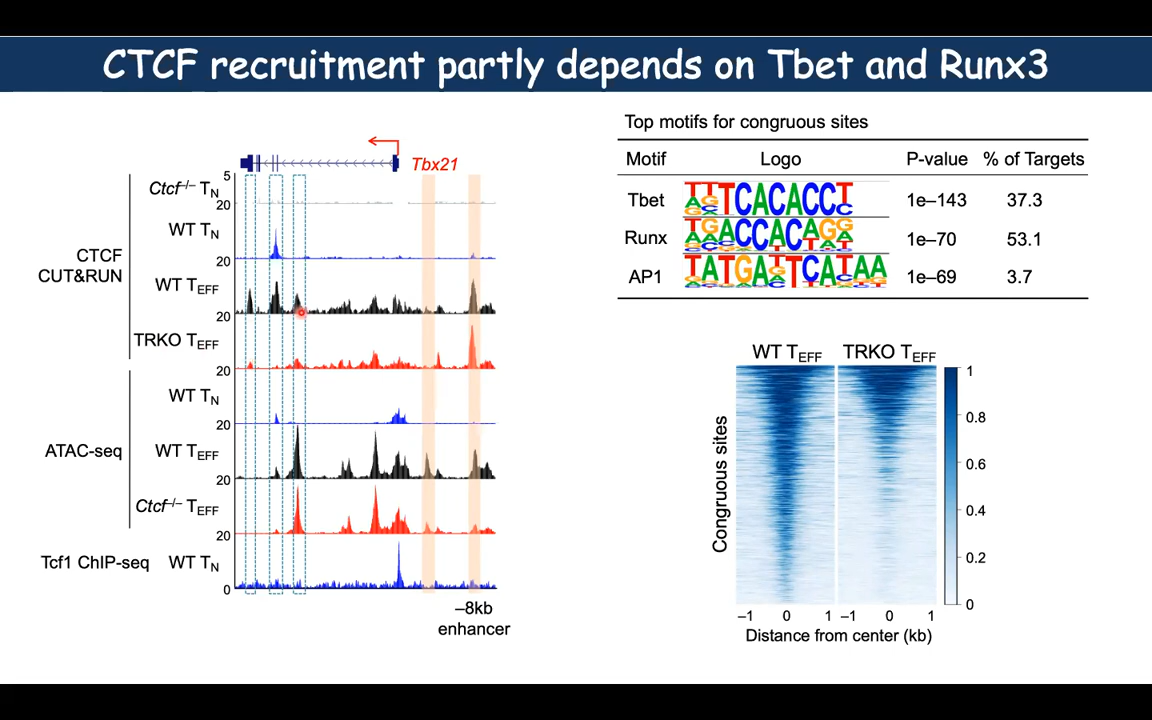 CTCF recruitment partly depends on Tbet and Runx3
Tbx21
CTCF CUT&RUN
5
Ctcf–/– TN
20
WT TN
20
WT TEFF
20
TRKO TEFF
20
ATAC-seq
WT TN
20
WT TEFF
20
Ctcf–/– TEFF
20
Tcf1 ChIP-seq WT TN
0
–8kb
enhancer
Top motifs for congruous sites
Motif Logo P-value % of Targets
Tbet TTTCACACCT 1e–143 37.3
Runx 1e–70 53.1
AP1 1e–69 3.7
WT TEFF TRKO TEFF
Congruous sites
1
0.8
0.6
0.4
0.2
0
–1 0 1 –1 0 1
Distance from center (kb)